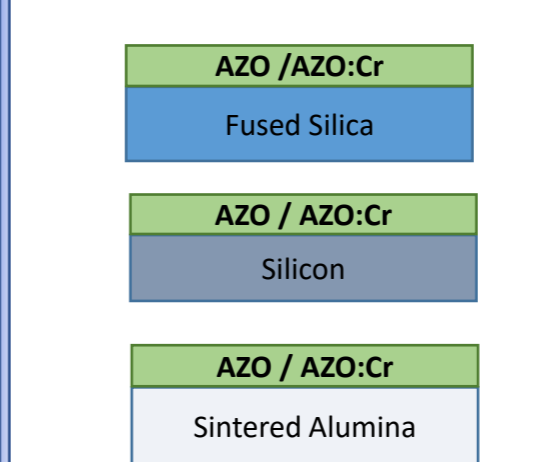 AZO /AZO:Cr
Fused Silica
AZO / AZO:Cr
Silicon
AZO / AZO:Cr
Sintered Alumina